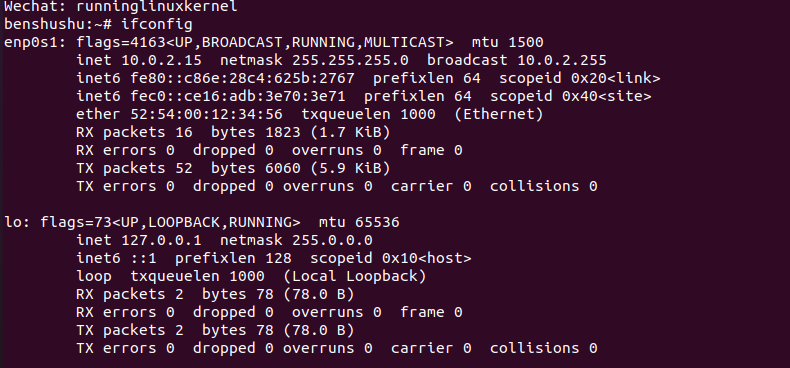 Wechat: runninglinuxkernel
benshushu:~# ifconfig
enp0s1: flags=4163<UP,BROADCAST,RUNNING,MULTICAST>  mtu 1500
        inet 10.0.2.15  netmask 255.255.255.0  broadcast 10.0.2.255
        inet6 fe80::c86e:28c4:625b:2767  prefixlen 64  scopeid 0x20<link>
        inet6 fec0::ce16:adb:3e70:3e71  prefixlen 64  scopeid 0x40<site>
        ether 52:54:00:12:34:56  txqueuelen 1000  (Ethernet)
        RX packets 16  bytes 1823 (1.7 KiB)
        RX errors 0  dropped 0  overruns 0  frame 0
        TX packets 52  bytes 6060 (5.9 KiB)
        TX errors 0  dropped 0 overruns 0  carrier 0  collisions 0

lo: flags=73<UP,LOOPBACK,RUNNING>  mtu 65536
        inet 127.0.0.1  netmask 255.0.0.0
        inet6 ::1  prefixlen 128  scopeid 0x10<host>
        loop  txqueuelen 1000  (Local Loopback)
        RX packets 2  bytes 78 (78.0 B)
        RX errors 0  dropped 0  overruns 0  frame 0
        TX packets 2  bytes 78 (78.0 B)
        TX errors 0  dropped 0 overruns 0  carrier 0  collisions 0